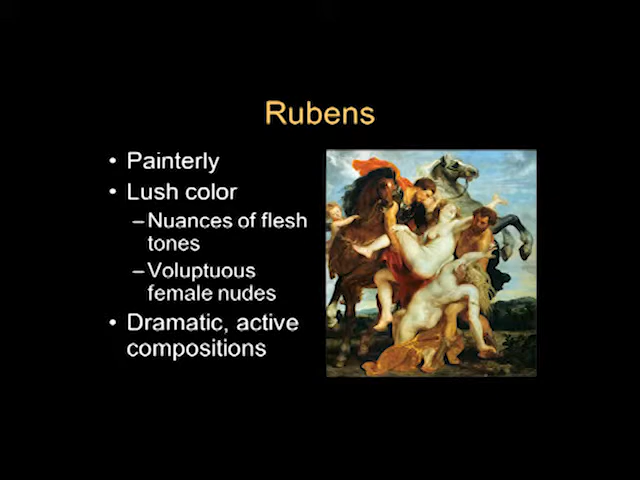 Rubens
• Painterly
• Lush color
–Nuances of flesh
tones
–Voluptuous
female nudes
• Dramatic, active
compositions